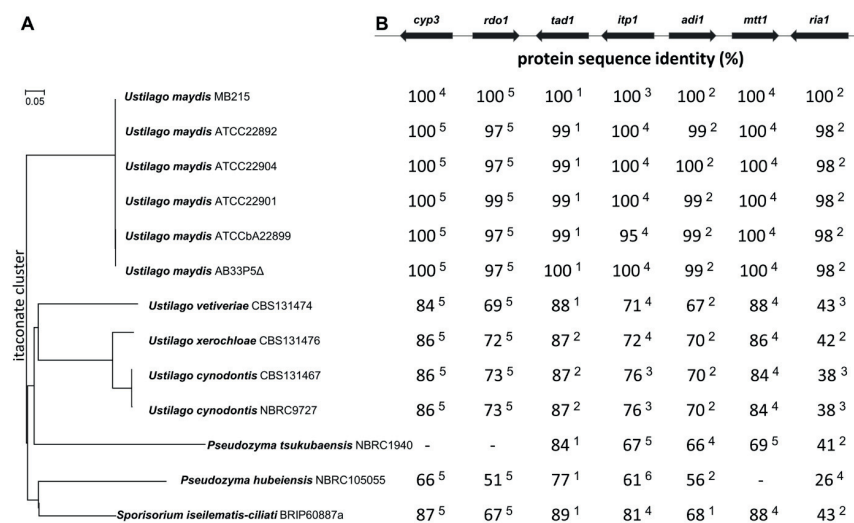 A
B cyp3 rdo1 tad1 itp1 adi1 mtt1 ria1
protein sequence identity (%)
0.05
itaconate cluster
Ustilago maydis MB215 100 4 100 5 100 1 100 3 100 2 100 4 100 2
Ustilago maydis ATCC22892 100 5 97 5 99 1 100 4 99 2 100 4 98 2
Ustilago maydis ATCC22904 100 5 97 5 99 1 100 4 100 2 100 4 98 2
Ustilago maydis ATCC22901 100 5 99 5 99 1 100 4 99 2 100 4 98 2
Ustilago maydis ATCCbA22899 100 5 97 5 99 1 95 4 99 2 100 4 98 2
Ustilago maydis AB33P5Δ 100 5 97 5 100 1 100 4 99 2 100 4 98 2
Ustilago vetiveriae CBS131474 84 5 69 5 88 1 71 4 67 2 88 4 43 3
Ustilago xerochloae CBS131476 86 5 72 5 87 2 72 4 70 2 86 4 42 2
Ustilago cynodontis CBS131467 86 5 73 5 87 2 76 3 70 2 84 4 38 3
Ustilago cynodontis NBRC9727 86 5 73 5 87 2 76 3 70 2 84 4 38 3
Pseudozyma tsukubaensis NBRC1940 - - 84 1 67 5 66 4 69 5 41 2
Pseudozyma hubeiensis NBRC105055 66 5 51 5 77 1 61 6 56 2 - 26 4
Sporisorium iseilematis-ciliati BRIP60887a 87 5 67 5 89 1 81 4 68 1 88 4 43 2